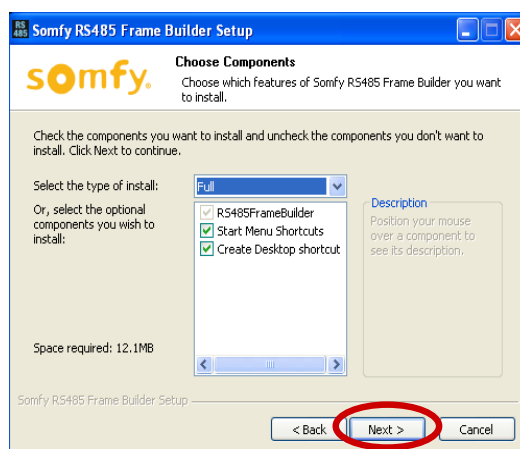 RS
485
Somfy RS485 Frame Builder Setup
somfy.
Choose Components
Choose which features of Somfy RS485 Frame Builder you want
to install.
Check the components you want to install and uncheck the components you don't want to
install. Click Next to continue.
Select the type of install:
Full
Or, select the optional
components you wish to
install:
RS485FrameBuilder
Start Menu Shortcuts
Create Desktop shortcut
Description
Position your mouse
over a component to
see its description.
Space required: 12.1MB
Somfy RS485 Frame Builder Setup
< Back
Next >
Cancel